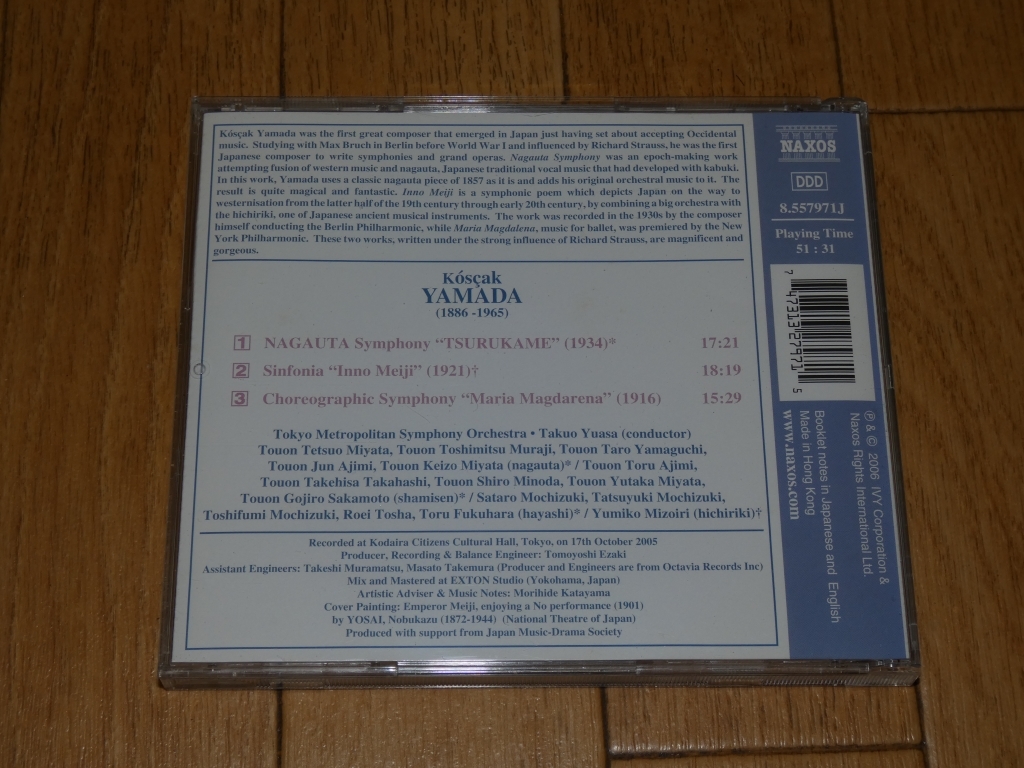 Kósçak Yamada was the first great composer that emerged in Japan just having set about accepting Occidental
music. Studying with Max Bruch in Berlin before World War I and influenced by Richard Strauss, he was the first
Japanese composer to write symphonies and grand operas. Nagauta Symphony was an epoch-making work
attempting fusion of western music and nagauta, Japanese traditional vocal music that had developed with kabuki.
In this work, Yamada uses a classic nagauta piece of 1857 as it is and adds his original orchestral music to it. The
result is quite magical and fantastic. Inno Meiji is a symphonic poem which depicts Japan on the way to
westernisation from the latter half of the 19th century through early 20th century, by combining a big orchestra with
the hichiriki, one of Japanese ancient musical instruments. The work was recorded in the 1930s by the composer
himself conducting the Berlin Philharmonic, while Maria Magdalena, music for ballet, was premiered by the New
York Philharmonic. These two works, written under the strong influence of Richard Strauss, are magnificent and
gorgeous.
Kósçak
YAMADA
(1886 -1965)
1 NAGAUTA Symphony “TSURUKAME” (1934)* 17:21
2 Sinfonia “Inno Meiji” (1921)† 18:19
3 Choreographic Symphony “Maria Magdarena” (1916) 15:29
Tokyo Metropolitan Symphony Orchestra • Takuo Yuasa (conductor)
Touon Tetsuo Miyata, Touon Toshimitsu Muraji, Touon Taro Yamaguchi,
Touon Jun Ajimi, Touon Keizo Miyata (nagauta)* / Touon Toru Ajimi,
Touon Takehisa Takahashi, Touon Shiro Minoda, Touon Yutaka Miyata,
Touon Gojiro Sakamoto (shamisen)* / Sataro Mochizuki, Tatsuyuki Mochizuki,
Toshifumi Mochizuki, Roei Tosha, Toru Fukuhara (hayashi)* / Yumiko Mizoiri (hichiriki)†
Recorded at Kodaira Citizens Cultural Hall, Tokyo, on 17th October 2005
Producer, Recording & Balance Engineer: Tomoyoshi Ezaki
Assistant Engineers: Takeshi Muramatsu, Masato Takemura (Producer and Engineers are from Octavia Records Inc)
Mix and Mastered at EXTON Studio (Yokohama, Japan)
Artistic Adviser & Music Notes: Morihide Katayama
Cover Painting: Emperor Meiji, enjoying a No performance (1901)
by YOSAI, Nobukazu (1872-1944) (National Theatre of Japan)
Produced with support from Japan Music-Drama Society
NAXOS
DDD
8.557971J
Playing Time
51 : 31
7 47313 27971 5
℗ & © 2006 IVY Corporation &
Naxos Rights International Ltd.
Booklet notes in Japanese and English
Made in Hong Kong
www.naxos.com